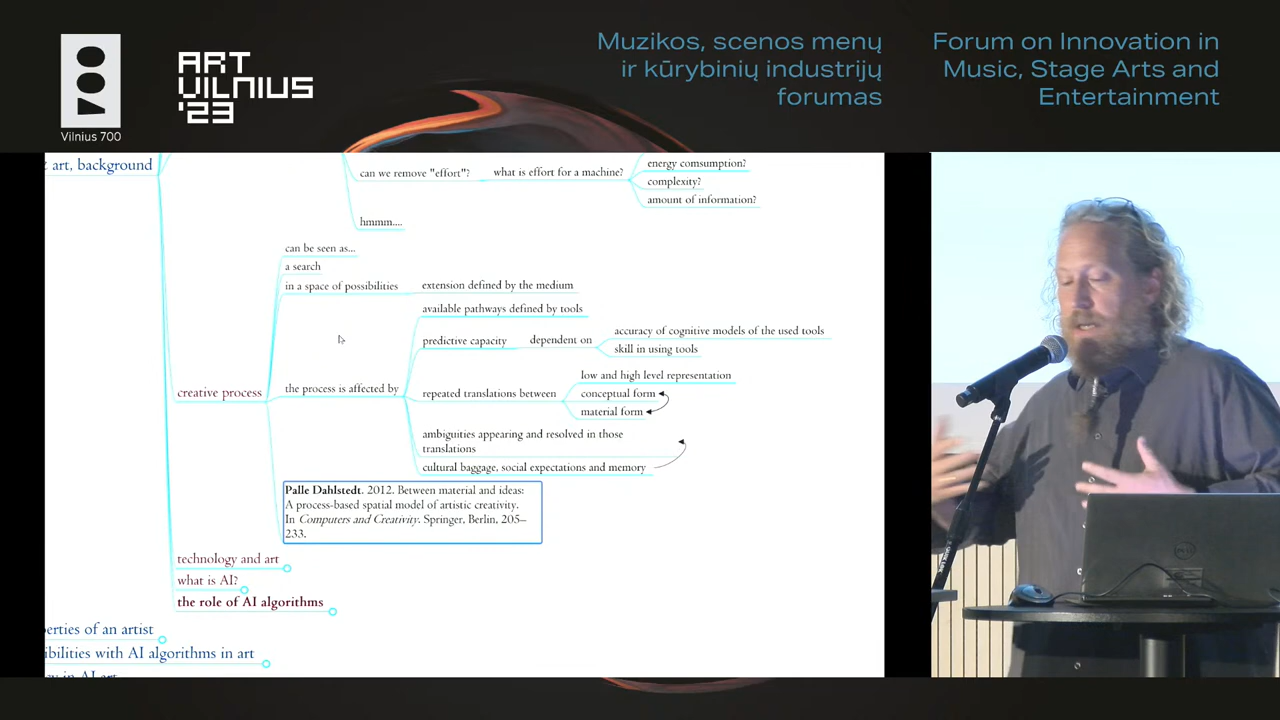 Vilnius 700
ART
VILNIUS
'23
Muzikos, scenos menų
ir kūrybinių industrijų
forumas
Forum on Innovation in
Music, Stage Arts and
Entertainment
t art, background
can we remove "effort"?
what is effort for a machine?
energy comsumption?
complexity?
amount of information?
hmmm....
creative process
can be seen as...
a search
in a space of possibilities
extension defined by the medium
the process is affected by
available pathways defined by tools
predictive capacity
dependent on
accuracy of cognitive models of the used tools
skill in using tools
repeated translations between
low and high level representation
conceptual form
material form
ambiguities appearing and resolved in those
translations
cultural baggage, social expectations and memory
Palle Dahlstedt. 2012. Between material and ideas:
A process-based spatial model of artistic creativity.
In Computers and Creativity. Springer, Berlin, 205–
233.
technology and art
what is AI?
the role of AI algorithms
erties of an artist
ibilities with AI algorithms in art
y in AI art
DELL